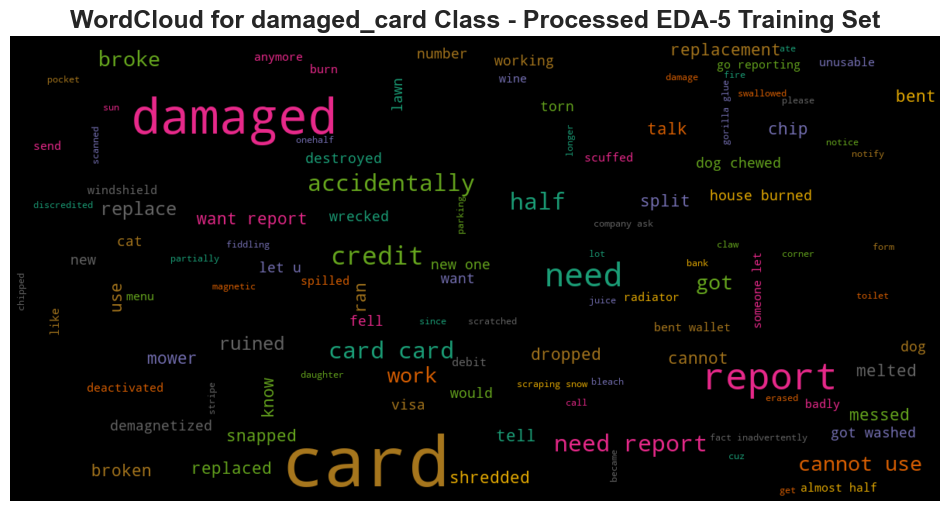 WordCloud for damaged_card Class - Processed EDA-5 Training Set
broke
anymore
burn
number
working
wine
replacement
ate
go reporting
fire
unusable
pocket
damage
swallowed
please
bent
sun
damaged
onehalf
lawn
torn
longer
talk
gorilla glue
chip
notice
notify
send
scanned
destroyed
scuffed
dog chewed
windshield
accidentally
discredited
replace
want report
wrecked
parking
half
split
house burned
company ask
cat
fiddling
new
partially
let u
credit
new one
want
lot
bank
claw
corner
form
chipped
menu
use
magnetic
spilled
ran
need
juice
radiator
got
someone let
toilet
like
fell
since
scratched
bent wallet
mower
ruined
card card
debit
dropped
cannot
dog
melted
deactivated
stripe
know
daughter
work
would
scraping snow
bleach
report
erased
badly
visa
call
messed
demagnetized
snapped
tell
need report
fact inadvertently
got washed
cuz
broken
replaced
card
shredded
became
cannot use
get
almost half